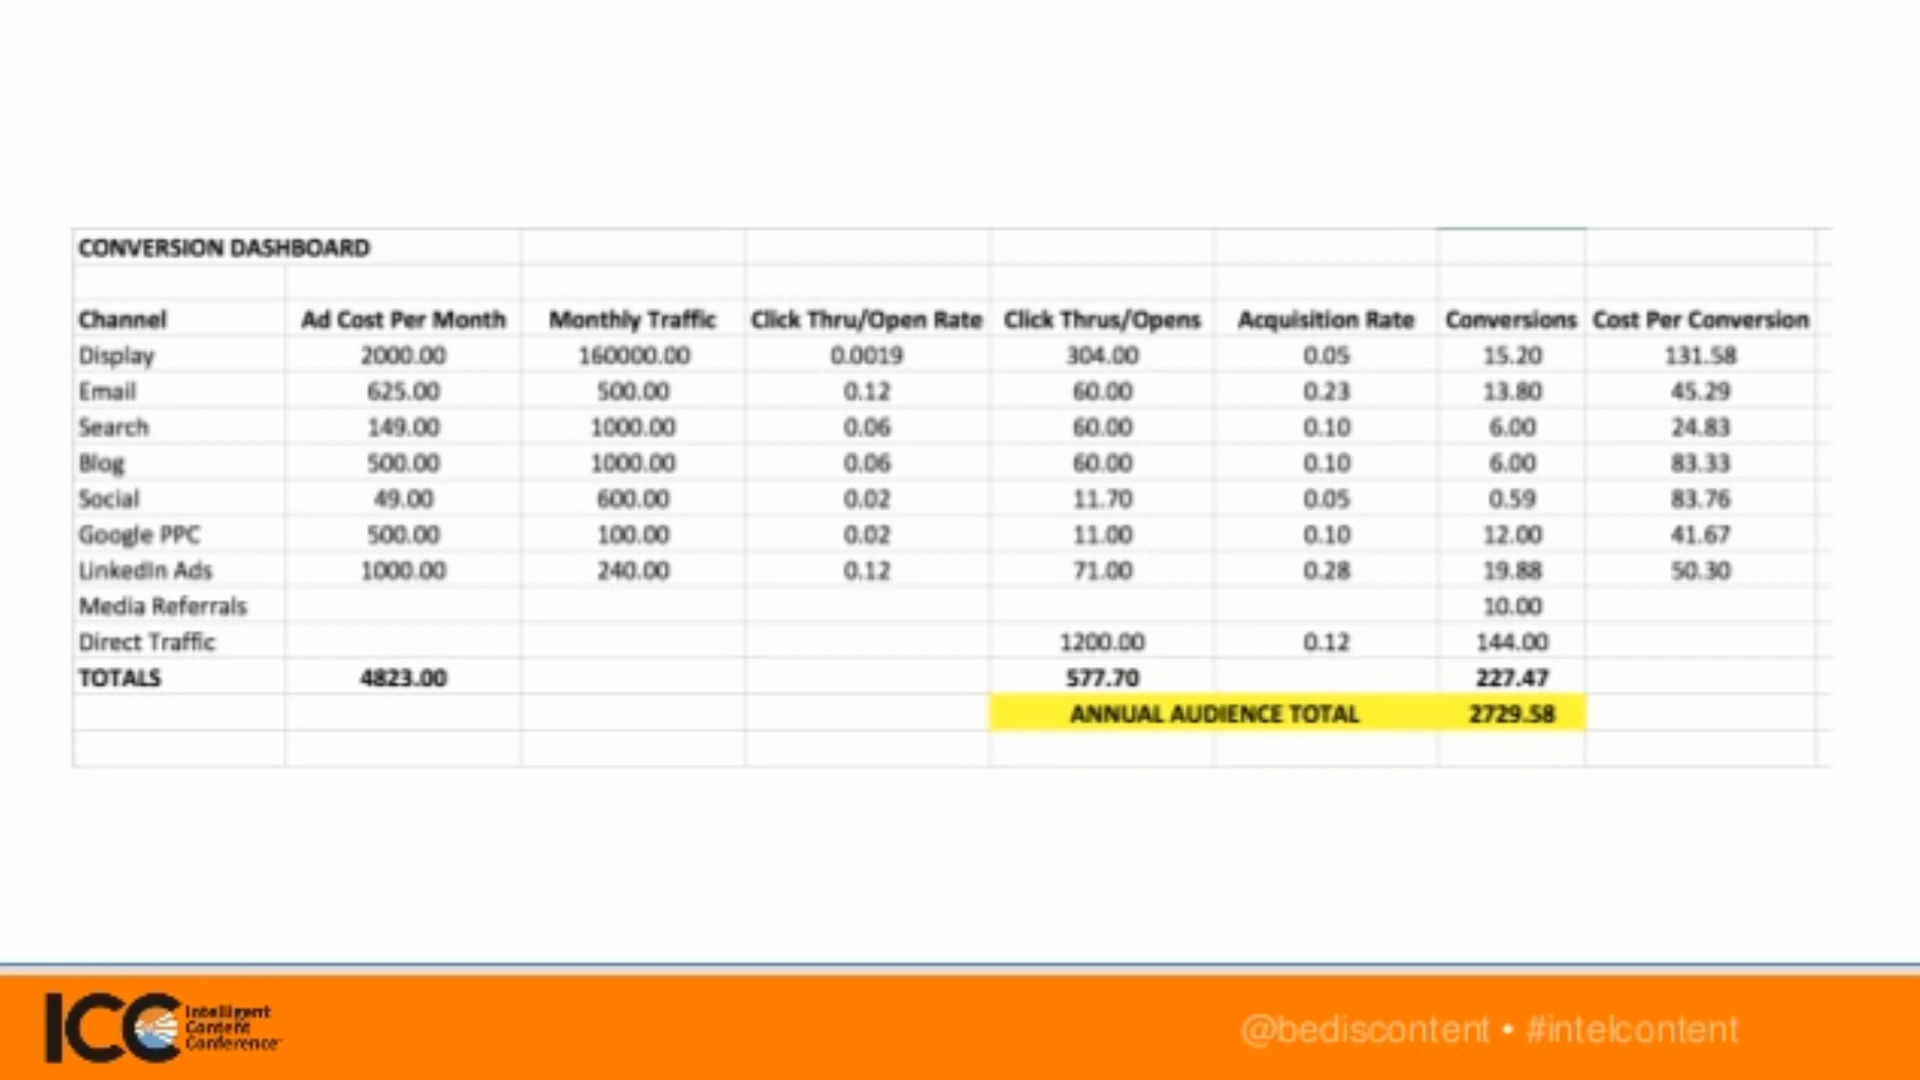 CONVERSION DASHBOARD
Channel Ad Cost Per Month Monthly Traffic Click Thru/Open Rate Click Thrus/Opens Acquisition Rate Conversions Cost Per Conversion
Display 2000.00 160000.00 0.0019 304.00 0.05 15.20 131.58
Email 625.00 500.00 0.12 60.00 0.23 13.80 45.29
Search 149.00 1000.00 0.06 60.00 0.10 6.00 24.83
Blog 500.00 1000.00 0.06 60.00 0.10 6.00 83.33
Social 49.00 600.00 0.02 11.70 0.05 0.59 83.76
Google PPC 500.00 100.00 0.02 11.00 0.10 12.00 41.67
LinkedIn Ads 1000.00 240.00 0.12 71.00 0.28 19.88 50.30
Media Referrals 10.00
Direct Traffic 1200.00 0.12 144.00
TOTALS 4823.00 577.70 227.47
ANNUAL AUDIENCE TOTAL 2729.58
ICC Intelligent
Content
Conference
@bediscontent • #intelcontent